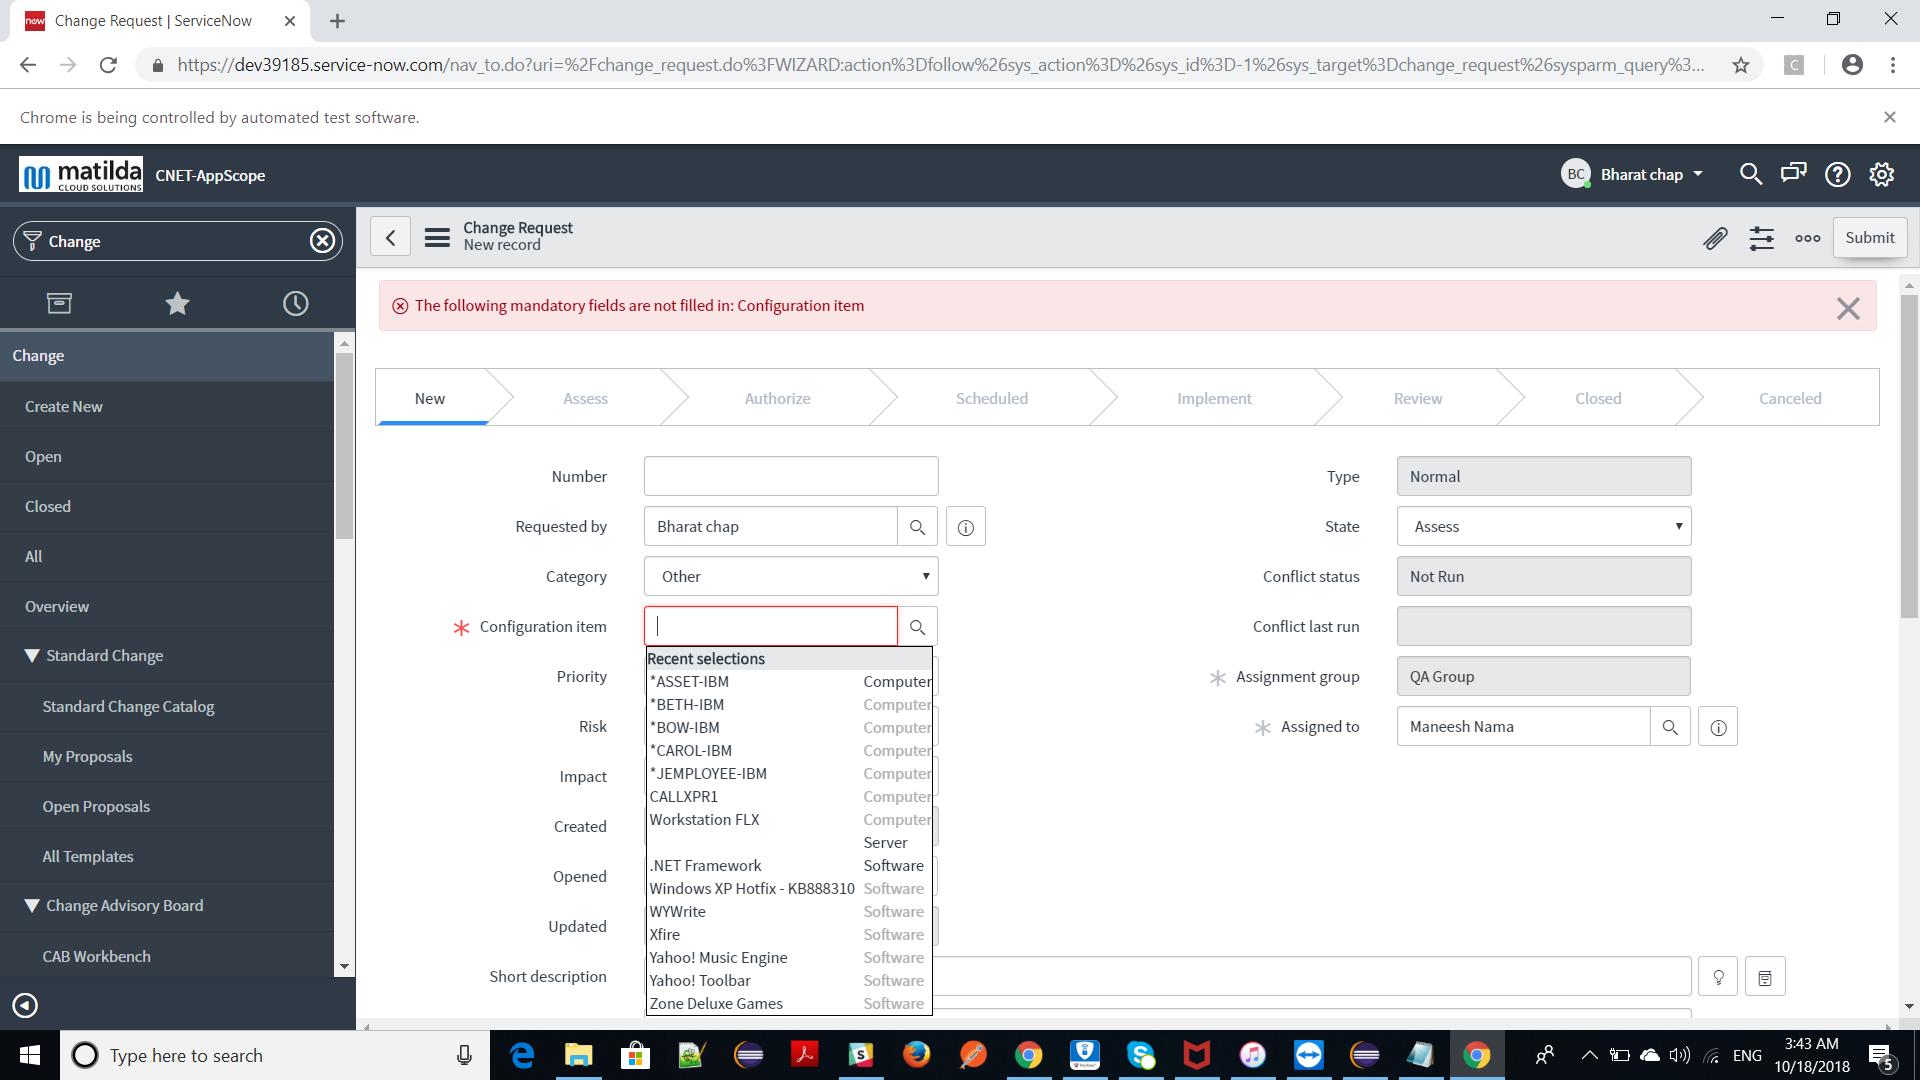 Change Request | ServiceNow
https://dev39185.service-now.com/nav_to.do?uri=%2Fchange_request.do%3FWIZARD:action%3Dfollow%26sys_action%3D%26sys_id%3D-1%26sys_target%3Dchange_request%26sysparm_query%3...
C
Chrome is being controlled by automated test software.
matilda
CLOUD SOLUTIONS
CNET-AppScope
BC
Bharat chap
Change
Change Request
New record
Submit
The following mandatory fields are not filled in: Configuration item
Change
Create New
Open
Closed
All
Overview
Standard Change
Standard Change Catalog
My Proposals
Open Proposals
All Templates
Change Advisory Board
CAB Workbench
New
Assess
Authorize
Scheduled
Implement
Review
Closed
Canceled
Number
Requested by Bharat chap
Category Other
Configuration item
Priority
Risk
Impact
Created
Opened
Updated
Short description
Recent selections
*ASSET-IBM Computer
*BETH-IBM Computer
*BOW-IBM Computer
*CAROL-IBM Computer
*JEMPLOYEE-IBM Computer
CALLXPR1 Computer
Workstation FLX Computer
Server
.NET Framework Software
Windows XP Hotfix - KB888310 Software
WYWrite Software
Xfire Software
Yahoo! Music Engine Software
Yahoo! Toolbar Software
Zone Deluxe Games Software
Type Normal
State Assess
Conflict status Not Run
Conflict last run
Assignment group QA Group
Assigned to Maneesh Nama
Type here to search
ENG
3:43 AM
10/18/2018
5